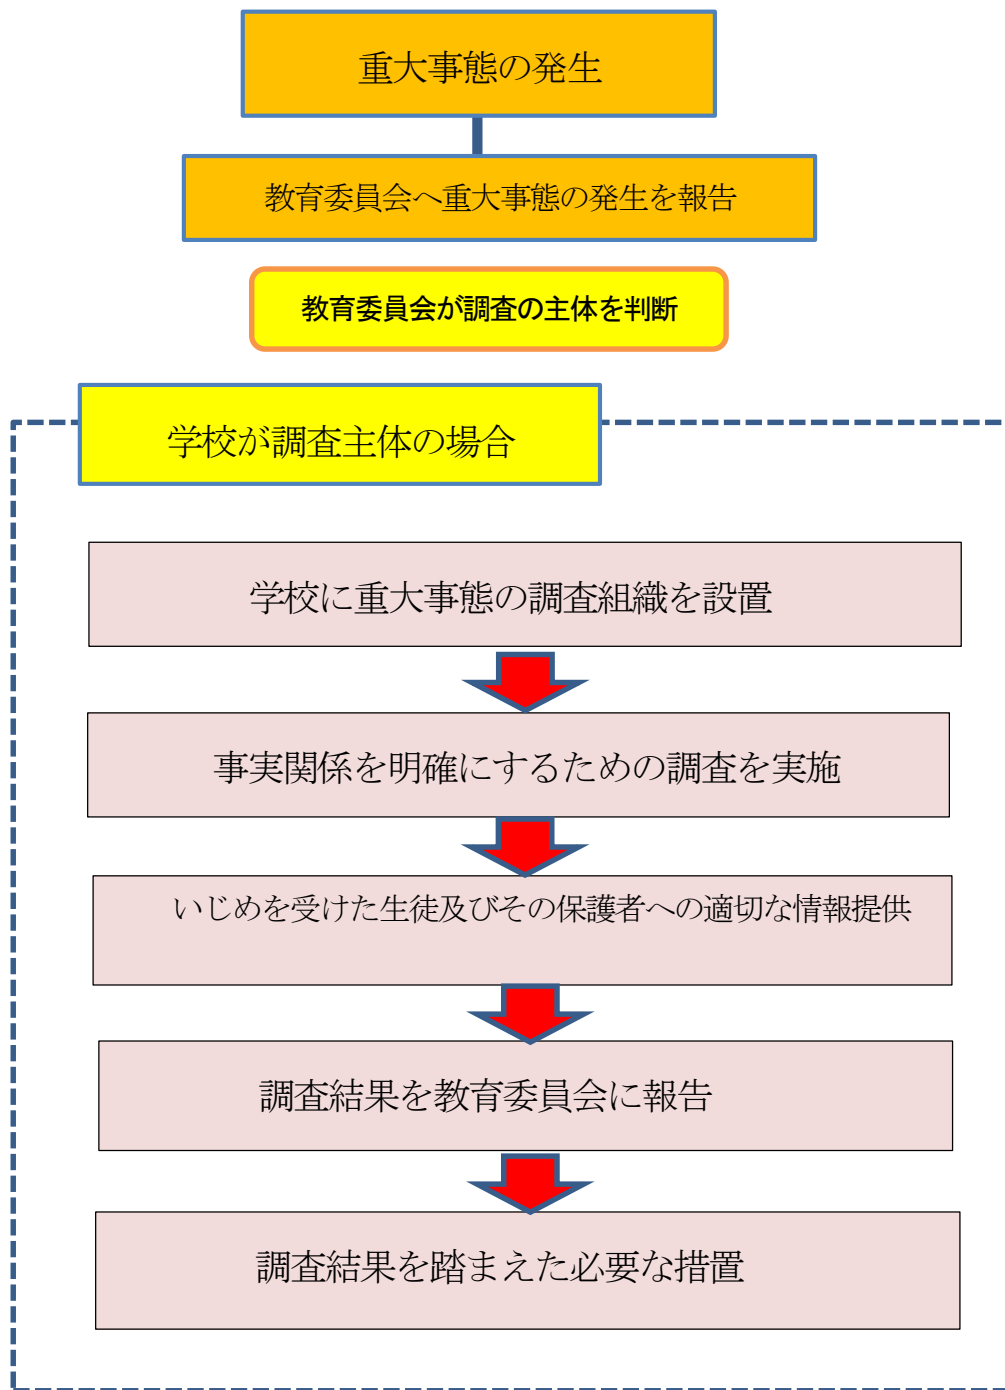 重大事態の発生
教育委員会へ重大事態の発生を報告
教育委員会が調査の主体を判断
学校が調査主体の場合
学校に重大事態の調査組織を設置
事実関係を明確にするための調査を実施
いじめを受けた生徒及びその保護者への適切な情報提供
調査結果を教育委員会に報告
調査結果を踏まえた必要な措置